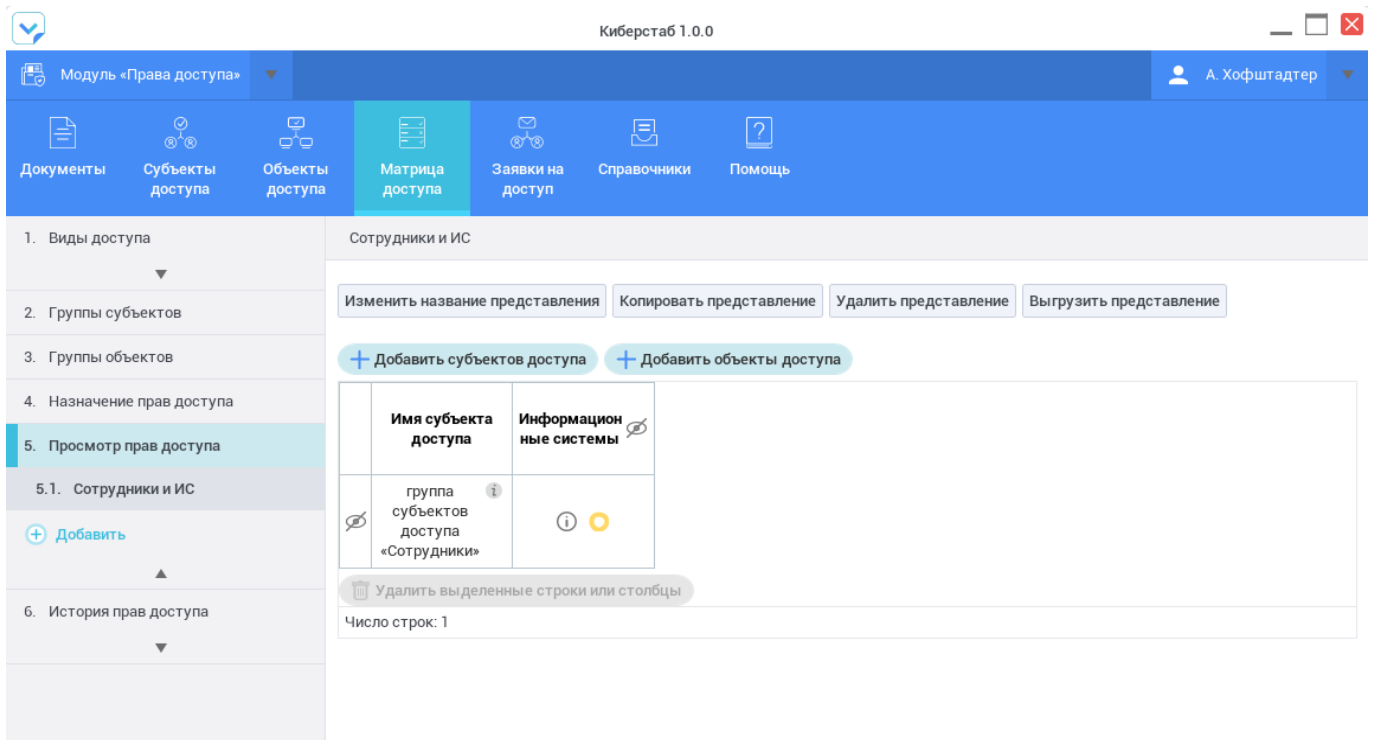 Киберстаб 1.0.0
Модуль «Права доступа»
А. Хофштадтер
Документы
Субъекты
доступа
Объекты
доступа
Матрица
доступа
Заявки на
доступ
Справочники
Помощь
1. Виды доступа
2. Группы субъектов
3. Группы объектов
4. Назначение прав доступа
5. Просмотр прав доступа
5.1. Сотрудники и ИС
Добавить
6. История прав доступа
Сотрудники и ИС
Изменить название представления
Копировать представление
Удалить представление
Выгрузить представление
Добавить субъектов доступа
Добавить объекты доступа
Имя субъекта
доступа
Информацион
ные системы
группа
субъектов
доступа
«Сотрудники»
Удалить выделенные строки или столбцы
Число строк: 1